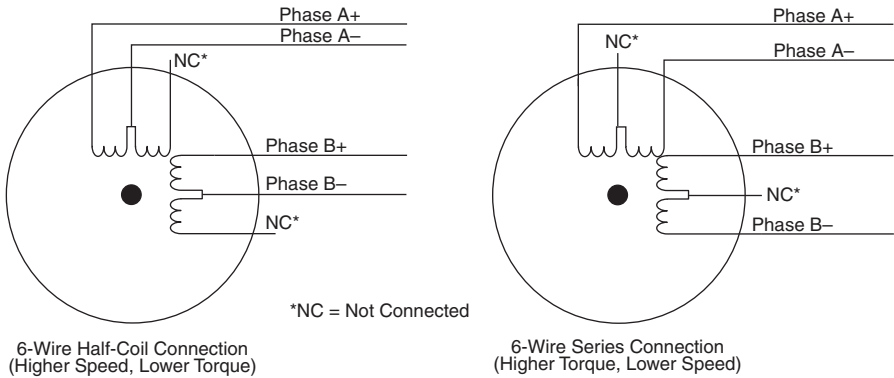 Phase A+
Phase A–
NC*
Phase B+
Phase B–
NC*
*NC = Not Connected
6-Wire Half-Coil Connection
(Higher Speed, Lower Torque)
Phase A+
NC*
Phase A–
Phase B+
NC*
Phase B–
6-Wire Series Connection
(Higher Torque, Lower Speed)